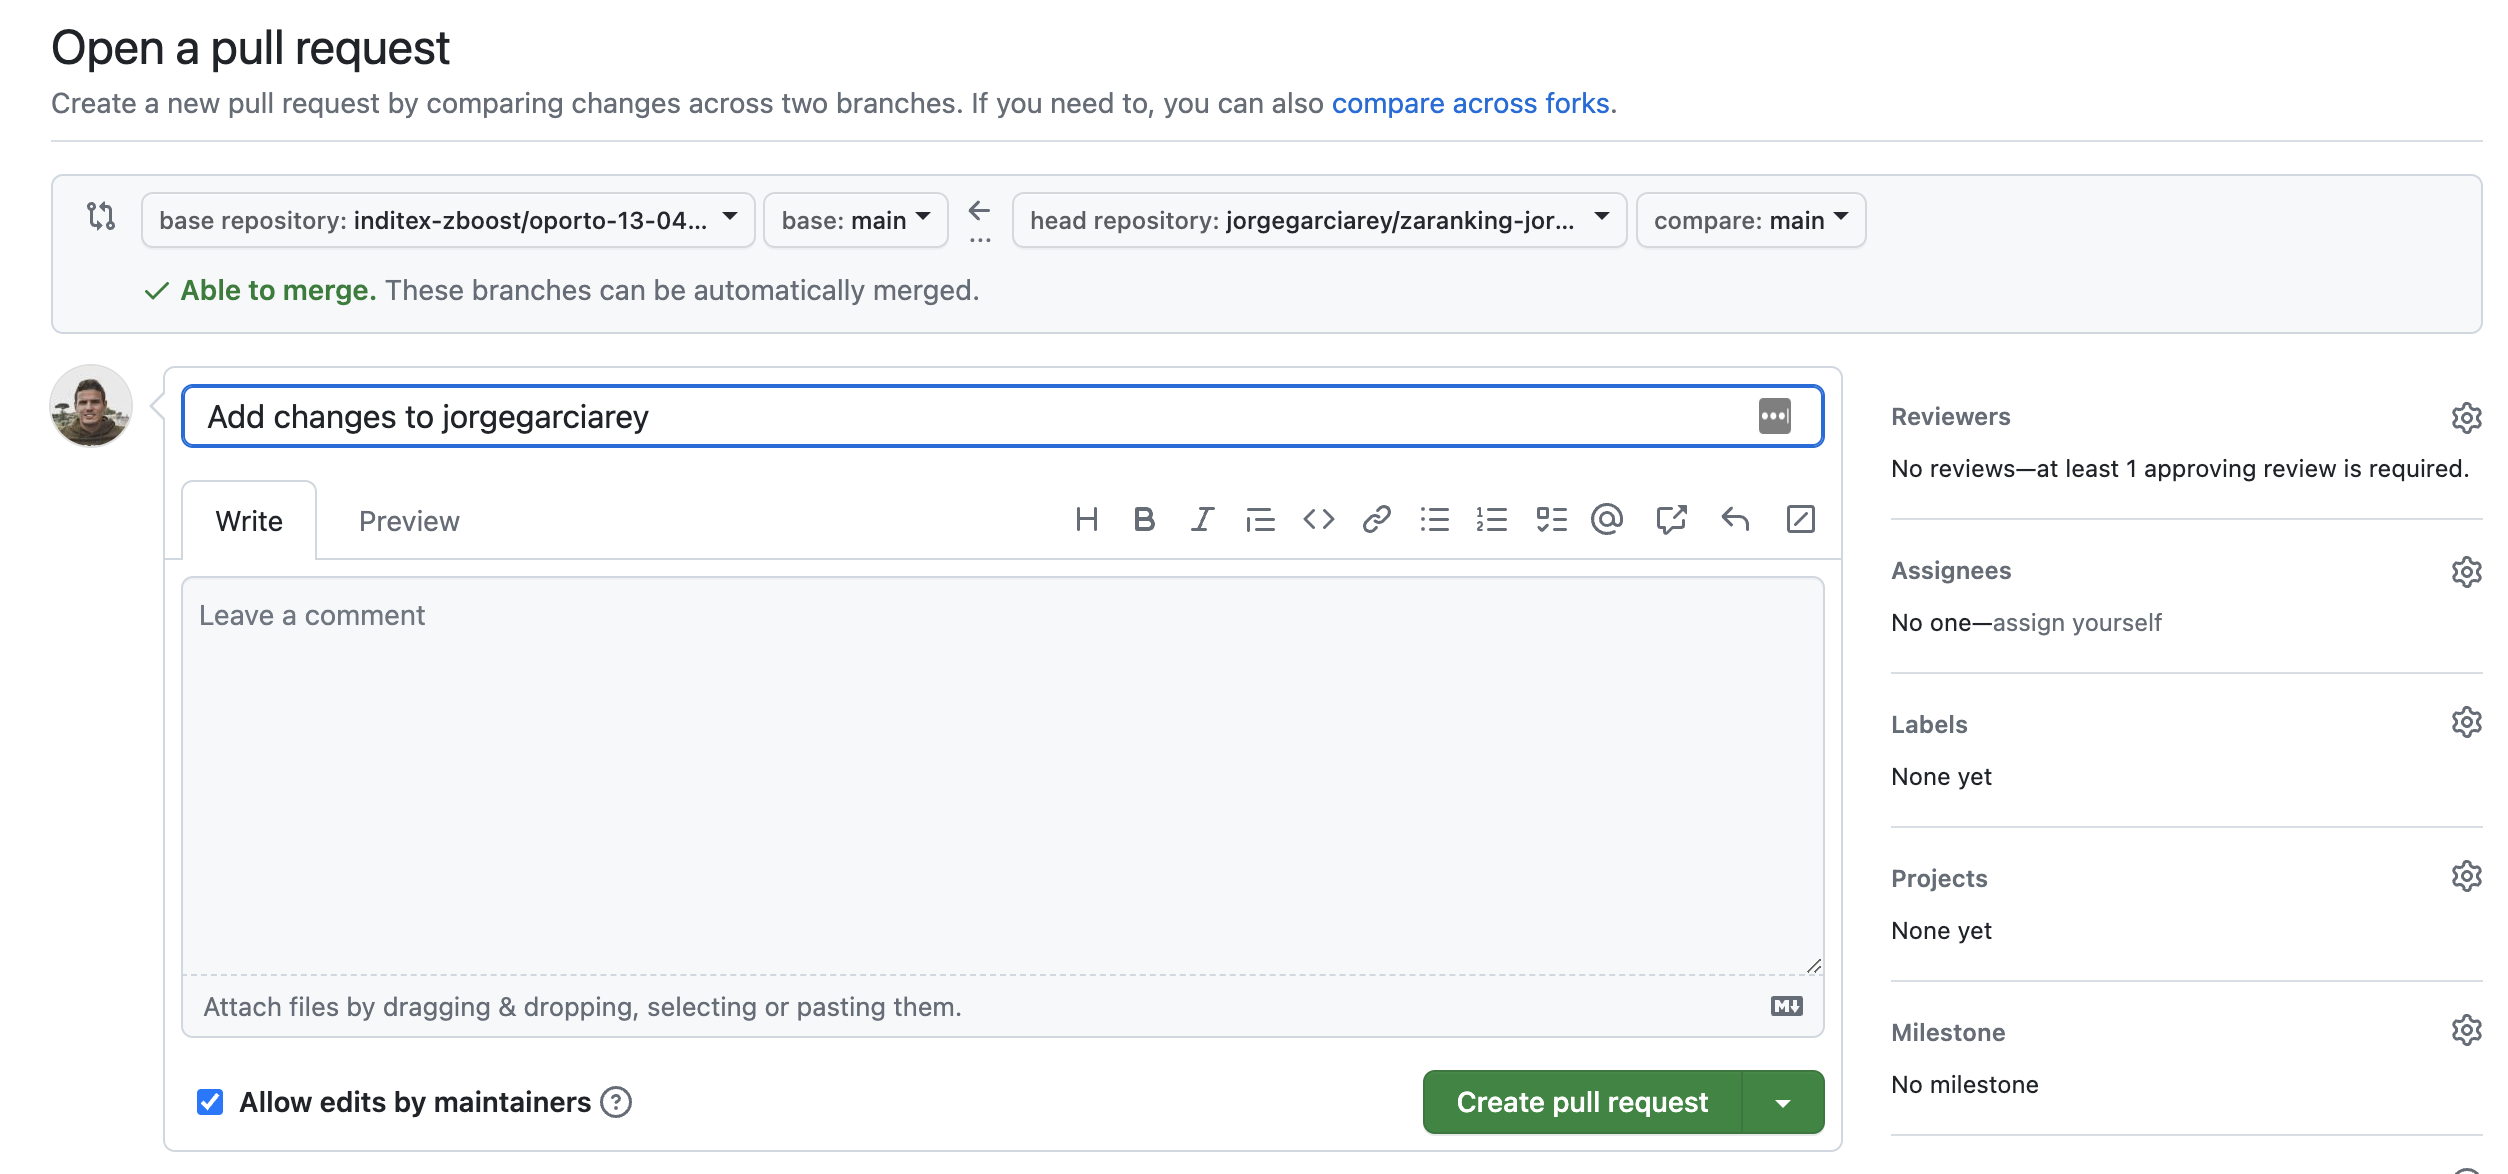 Open a pull request
Create a new pull request by comparing changes across two branches. If you need to, you can also compare across forks.
base repository: inditex-zboost/oporto-13-04... base: main ... head repository: jorgegarciarey/zaranking-jor... compare: main
Able to merge. These branches can be automatically merged.
Add changes to jorgegarciarey
Write Preview
Leave a comment
Attach files by dragging & dropping, selecting or pasting them.
Allow edits by maintainers
Create pull request
Reviewers
No reviews—at least 1 approving review is required.
Assignees
No one—assign yourself
Labels
None yet
Projects
None yet
Milestone
No milestone